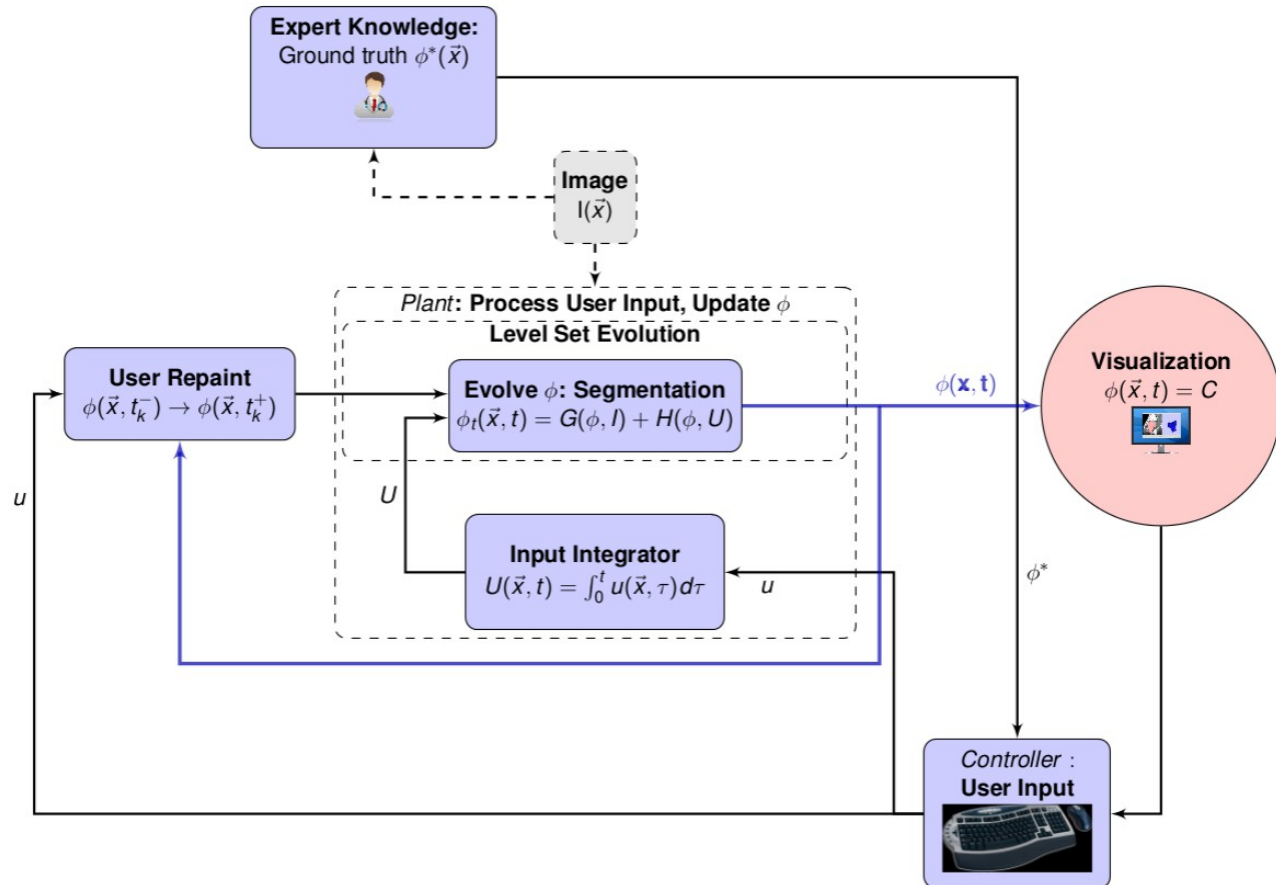 Expert Knowledge:
Ground truth ϕ*(x⃗)
Image
I(x⃗)
Plant: Process User Input, Update ϕ
Level Set Evolution
User Repaint
ϕ(x⃗, t_k^-) → ϕ(x⃗, t_k^+)
Evolve ϕ: Segmentation
ϕ_t(x⃗, t) = G(ϕ, I) + H(ϕ, U)
ϕ(x, t)
Visualization
ϕ(x⃗, t) = C
u
U
Input Integrator
U(x⃗, t) = ∫_0^t u(x⃗, τ)dτ
u
ϕ*
Controller :
User Input